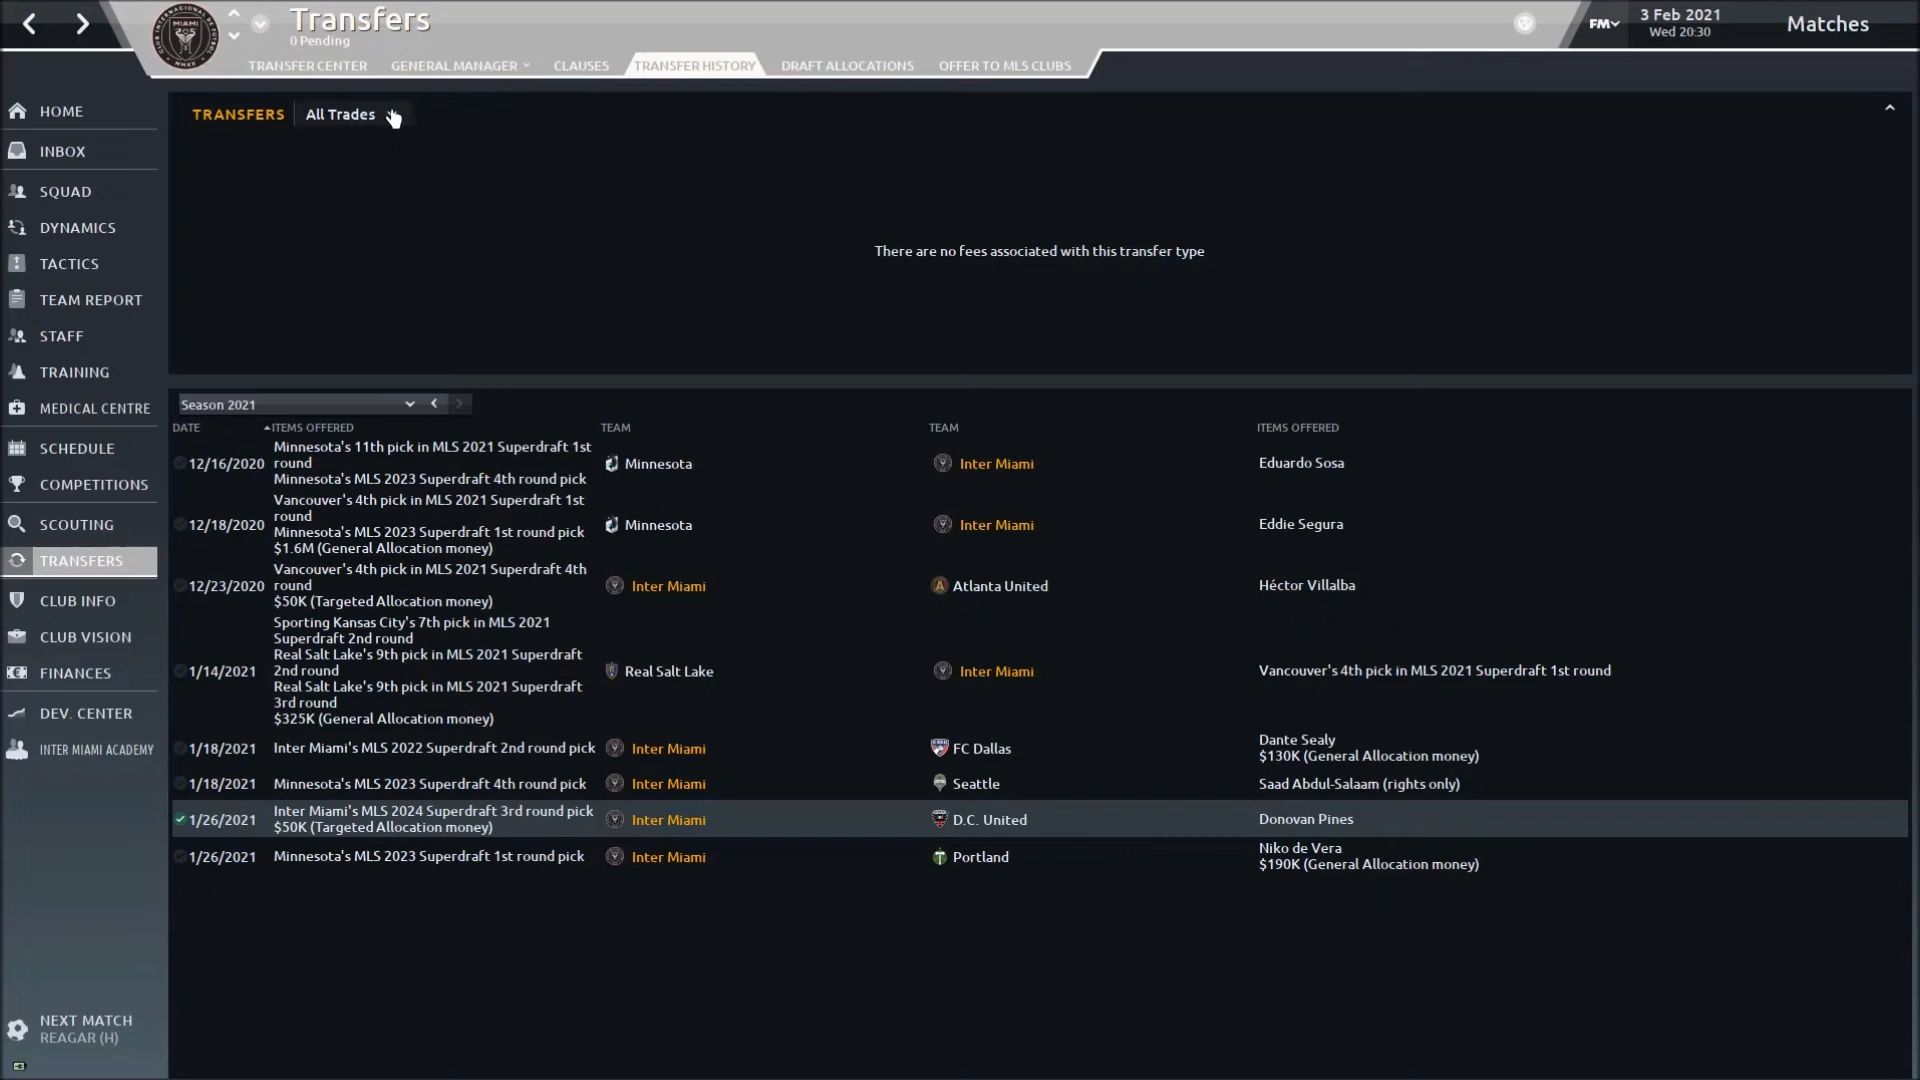 Transfers
0 Pending
FM
3 Feb 2021
Wed 20:30
Matches
TRANSFER CENTER
GENERAL MANAGER
CLAUSES
TRANSFER HISTORY
DRAFT ALLOCATIONS
OFFER TO MLS CLUBS
HOME
INBOX
SQUAD
DYNAMICS
TACTICS
TEAM REPORT
STAFF
TRAINING
MEDICAL CENTRE
SCHEDULE
COMPETITIONS
SCOUTING
TRANSFERS
CLUB INFO
CLUB VISION
FINANCES
DEV. CENTER
INTER MIAMI ACADEMY
NEXT MATCH
REAGAR (H)
TRANSFERS All Trades
There are no fees associated with this transfer type
Season 2021
DATE ITEMS OFFERED TEAM TEAM ITEMS OFFERED
Minnesota's 11th pick in MLS 2021 Superdraft 1st
12/16/2020 round Minnesota Inter Miami Eduardo Sosa
Minnesota's MLS 2023 Superdraft 4th round pick
Vancouver's 4th pick in MLS 2021 Superdraft 1st
round
12/18/2020 Minnesota Inter Miami Eddie Segura
Minnesota's MLS 2023 Superdraft 1st round pick
$1.6M (General Allocation money)
Vancouver's 4th pick in MLS 2021 Superdraft 4th
12/23/2020 round Inter Miami Atlanta United Héctor Villalba
$50K (Targeted Allocation money)
Sporting Kansas City's 7th pick in MLS 2021
Superdraft 2nd round
Real Salt Lake's 9th pick in MLS 2021 Superdraft
1/14/2021 2nd round Real Salt Lake Inter Miami Vancouver's 4th pick in MLS 2021 Superdraft 1st round
Real Salt Lake's 9th pick in MLS 2021 Superdraft
3rd round
$325K (General Allocation money)
1/18/2021 Inter Miami's MLS 2022 Superdraft 2nd round pick Inter Miami FC Dallas Dante Sealy
$130K (General Allocation money)
1/18/2021 Minnesota's MLS 2023 Superdraft 4th round pick Inter Miami Seattle Saad Abdul-Salaam (rights only)
1/26/2021 Inter Miami's MLS 2024 Superdraft 3rd round pick Inter Miami D.C. United Donovan Pines
$50K (Targeted Allocation money)
1/26/2021 Minnesota's MLS 2023 Superdraft 1st round pick Inter Miami Portland Niko de Vera
$190K (General Allocation money)